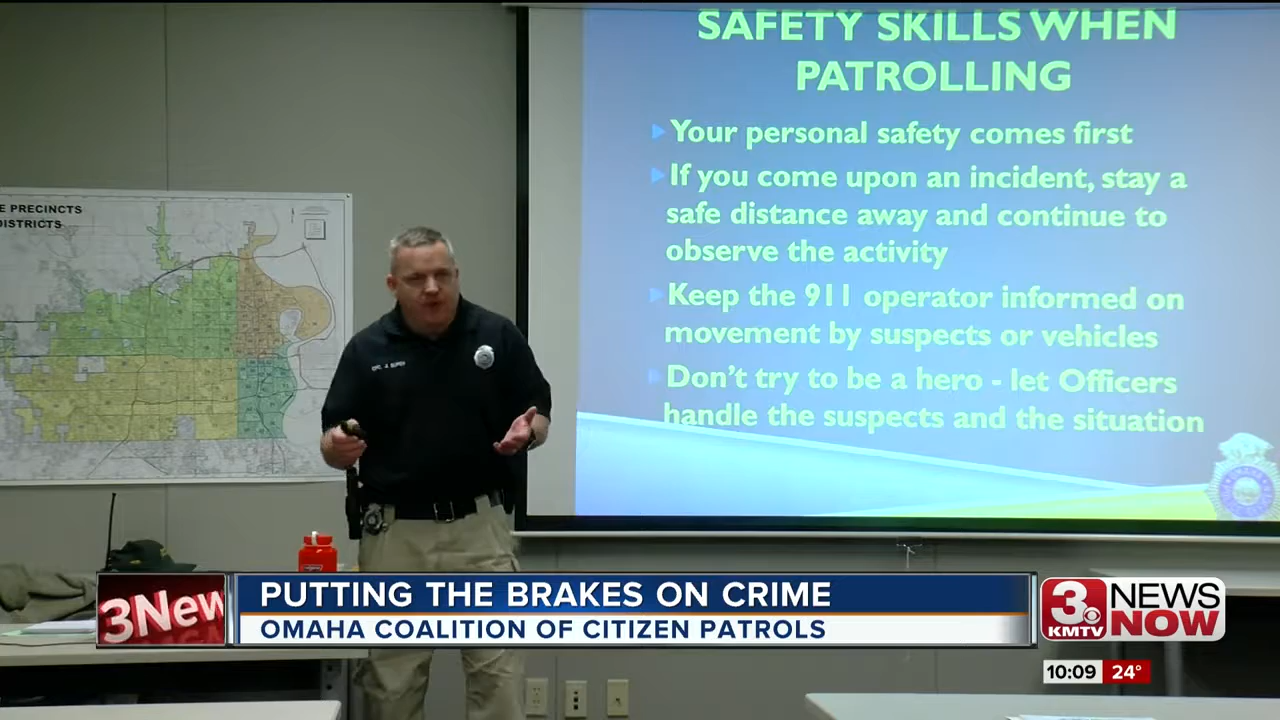 SAFETY SKILLS WHEN
PATROLLING
Your personal safety comes first
If you come upon an incident, stay a
safe distance away and continue to
observe the activity
Keep the 911 operator informed on
movement by suspects or vehicles
Don't try to be a hero - let Officers
handle the suspects and the situation
E PRECINCTS
DISTRICTS
3New
PUTTING THE BRAKES ON CRIME
OMAHA COALITION OF CITIZEN PATROLS
3
KMTV
NEWS
NOW
10:09 24°